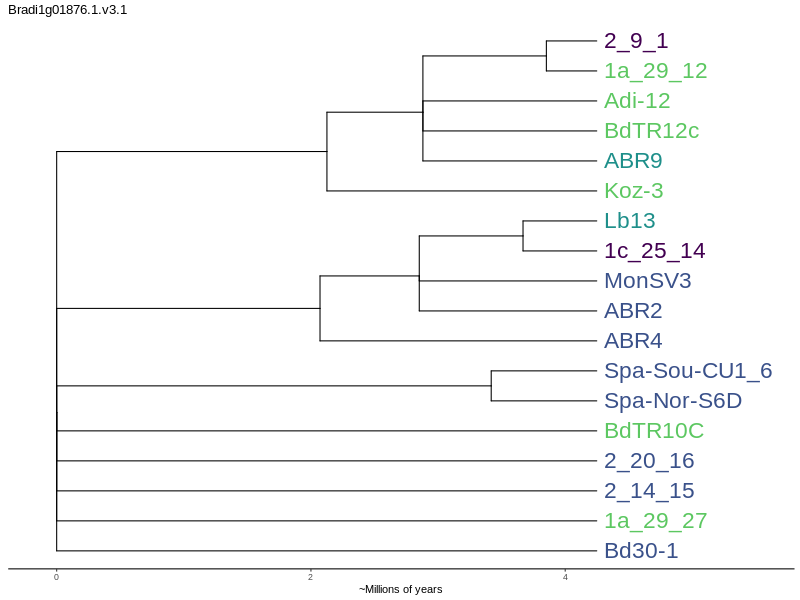 Bradi1g01876.1.v3.1
2_9_1
1a_29_12
Adi-12
BdTR12c
ABR9
Koz-3
Lb13
1c_25_14
MonSV3
ABR2
ABR4
Spa-Sou-CU1_6
Spa-Nor-S6D
BdTR10C
2_20_16
2_14_15
1a_29_27
Bd30-1
0 2 4
~Millions of years